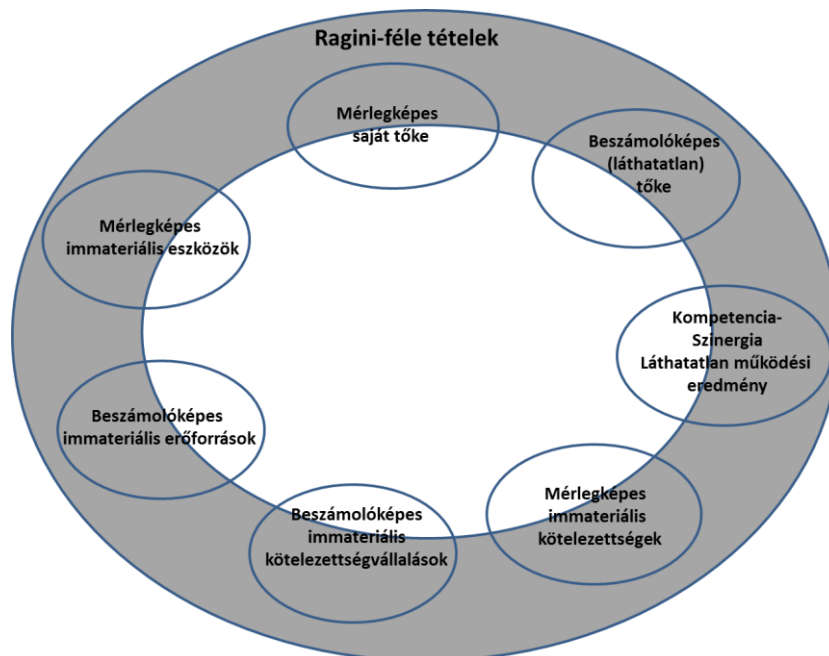 Ragini-féle tételek
Mérlegképes
saját tőke
Beszámolóképes
(láthatatlan)
tőke
Kompetencia-
Szinergia
Láthatatlan működési
eredmény
Mérlegképes
immateriális
kötelezettségek
Beszámolóképes
immateriális
kötelezettségvállalások
Beszámolóképes
immateriális erőforrások
Mérlegképes
immateriális eszközök